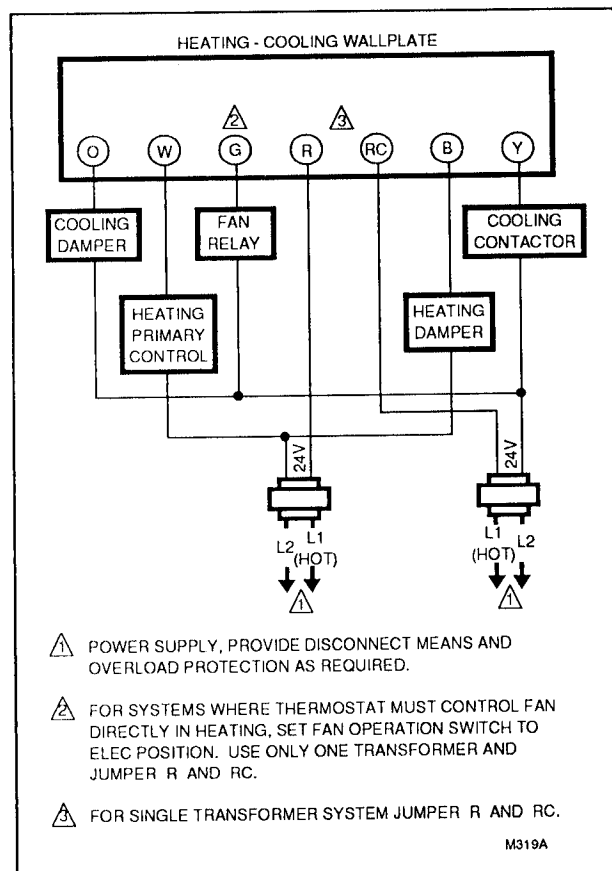 HEATING - COOLING WALLPLATE
2 3
O W G R RC B Y
COOLING
DAMPER
FAN
RELAY
COOLING
CONTACTOR
HEATING
PRIMARY
CONTROL
HEATING
DAMPER
24V
24V
L2 L1
(HOT)
L1
(HOT) L2
1 1
1 POWER SUPPLY, PROVIDE DISCONNECT MEANS AND
OVERLOAD PROTECTION AS REQUIRED.
2 FOR SYSTEMS WHERE THERMOSTAT MUST CONTROL FAN
DIRECTLY IN HEATING, SET FAN OPERATION SWITCH TO
ELEC POSITION. USE ONLY ONE TRANSFORMER AND
JUMPER R AND RC.
3 FOR SINGLE TRANSFORMER SYSTEM JUMPER R AND RC.
M319A